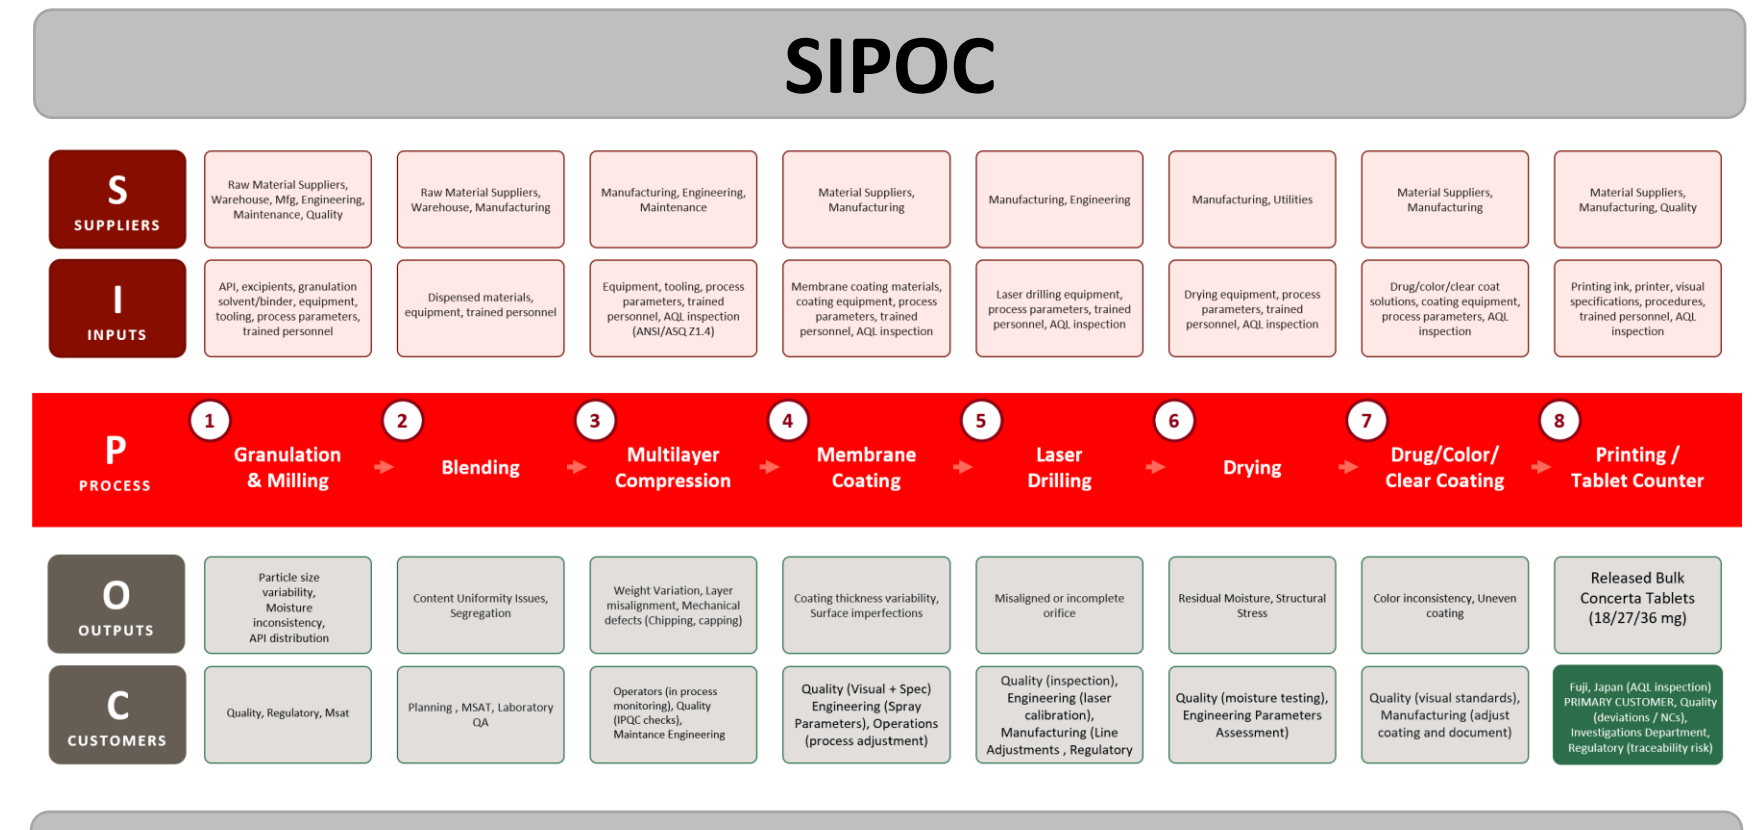 SIPOC
S
SUPPLIERS
Raw Material Suppliers,
Warehouse, Mfg, Engineering,
Maintenance, Quality
Raw Material Suppliers,
Warehouse, Manufacturing
Manufacturing, Engineering,
Maintenance
Material Suppliers,
Manufacturing
Manufacturing, Engineering
Manufacturing, Utilities
Material Suppliers,
Manufacturing
Material Suppliers,
Manufacturing, Quality
I
INPUTS
API, excipients, granulation
solvent/binder, equipment,
tooling, process parameters,
trained personnel
Dispensed materials,
equipment, trained personnel
Equipment, tooling, process
parameters, trained
personnel, AQL inspection
(ANSI/ASQ Z1.4)
Membrane coating materials,
coating equipment, process
parameters, trained
personnel, AQL inspection
Laser drilling equipment,
process parameters, trained
personnel, AQL inspection
Drying equipment, process
parameters, trained
personnel, AQL inspection
Drug/color/clear coat
solutions, coating equipment,
process parameters, AQL
inspection
Printing ink, printer, visual
specifications, procedures,
trained personnel, AQL
inspection
P
PROCESS
1
Granulation
& Milling
2
Blending
3
Multilayer
Compression
4
Membrane
Coating
5
Laser
Drilling
6
Drying
7
Drug/Color/
Clear Coating
8
Printing /
Tablet Counter
O
OUTPUTS
Particle size
variability,
Moisture
inconsistency,
API distribution
Content Uniformity Issues,
Segregation
Weight Variation, Layer
misalignment, Mechanical
defects (Chipping, capping)
Coating thickness variability,
Surface imperfections
Misaligned or incomplete
orifice
Residual Moisture, Structural
Stress
Color inconsistency, Uneven
coating
Released Bulk
Concerta Tablets
(18/27/36 mg)
C
CUSTOMERS
Quality, Regulatory, Msat
Planning , MSAT, Laboratory
QA
Operators (in process
monitoring), Quality
(IPQC checks),
Maintance Engineering
Quality (Visual + Spec)
Engineering (Spray
Parameters), Operations
(process adjustment)
Quality (inspection),
Engineering (laser
calibration),
Manufacturing (Line
Adjustments , Regulatory
Quality (moisture testing),
Engineering Parameters
Assessment)
Quality (visual standards),
Manufacturing (adjust
coating and document)
Fuji, Japan (AQL inspection)
PRIMARY CUSTOMER, Quality
(deviations / NCs),
Investigations Department,
Regulatory (traceability risk)